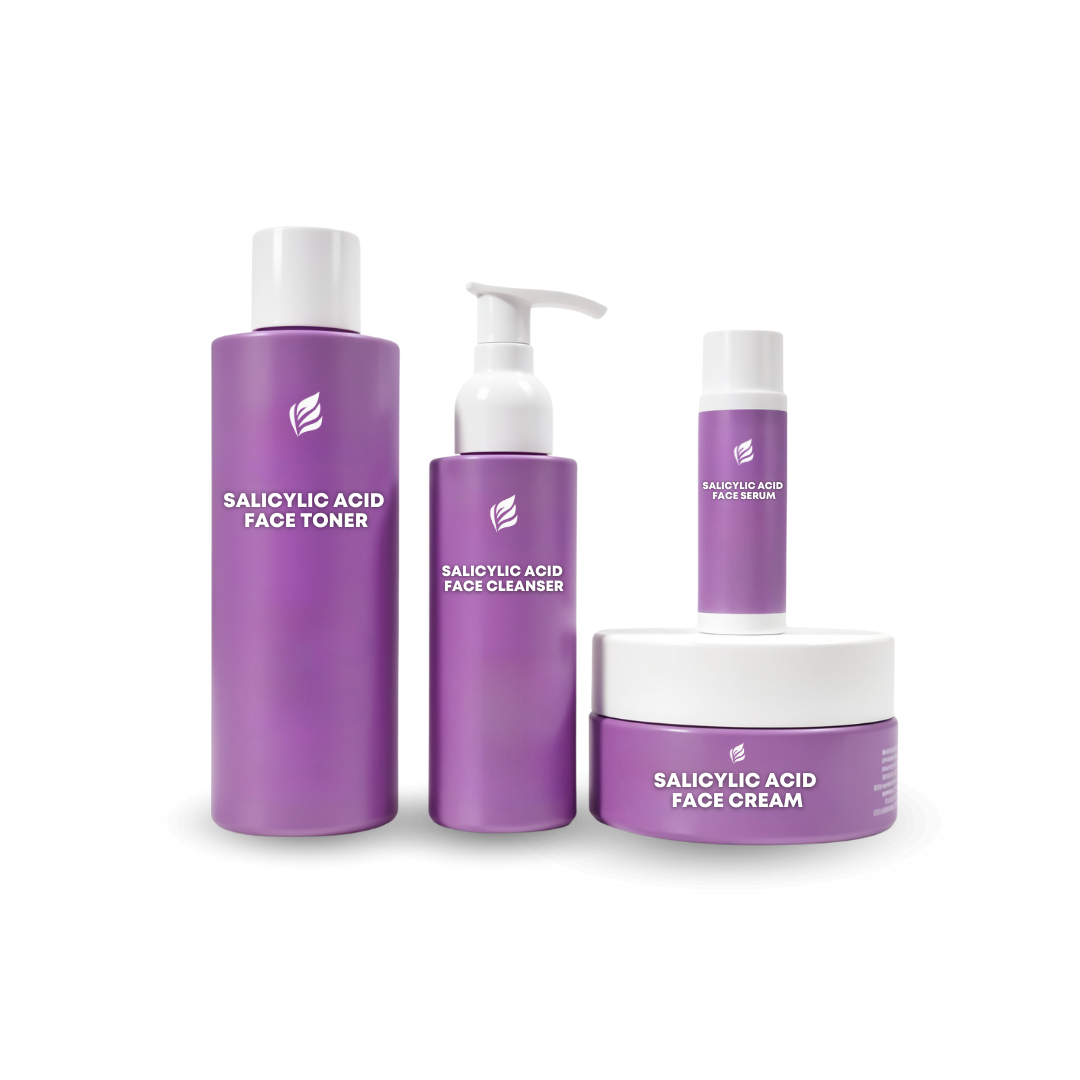 SALICYLIC ACID
FACE TONER
SALICYLIC ACID
FACE CLEANSER
SALICYLIC ACID
FACE SERUM
SALICYLIC ACID
FACE CREAM